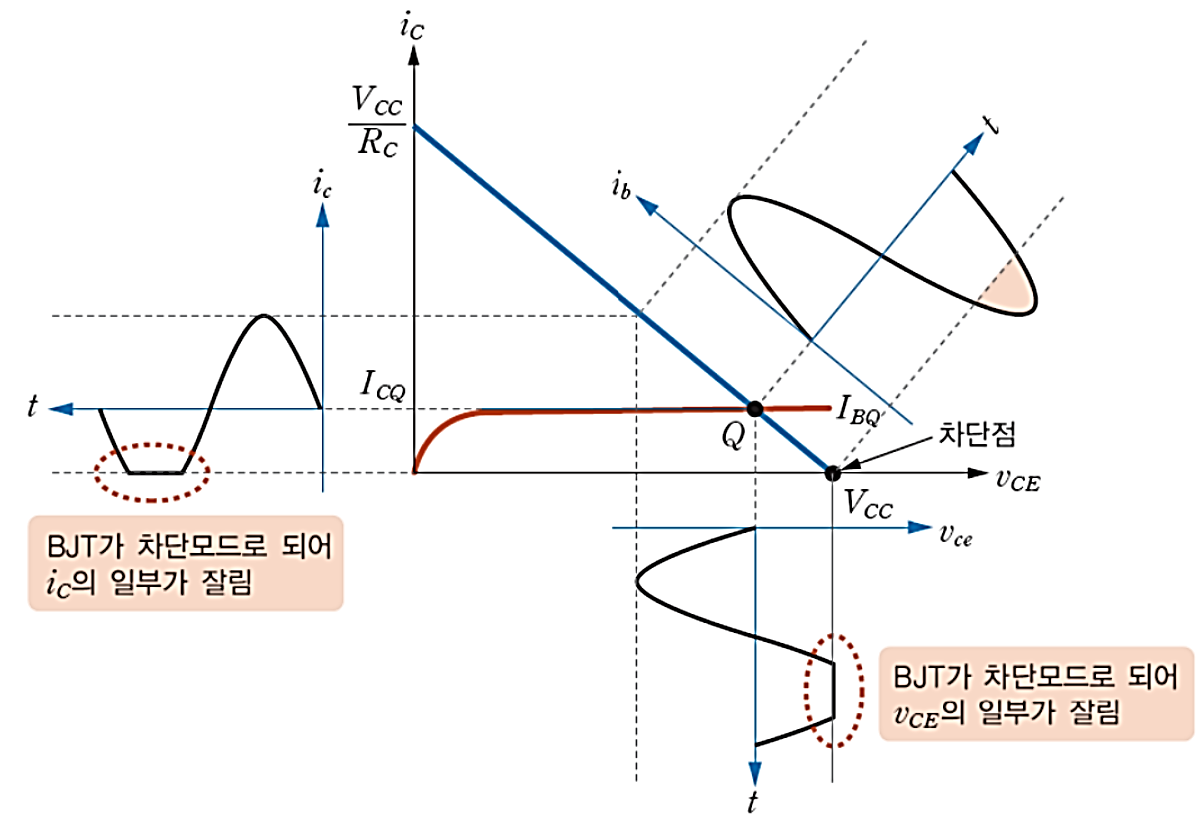 i_C
V_CC
R_C
i_c
i_b
t
I_CQ
t
I_BQ
Q
차단점
v_CE
V_CC
v_ce
BJT가 차단모드로 되어
i_C의 일부가 잘림
BJT가 차단모드로 되어
v_CE의 일부가 잘림
t